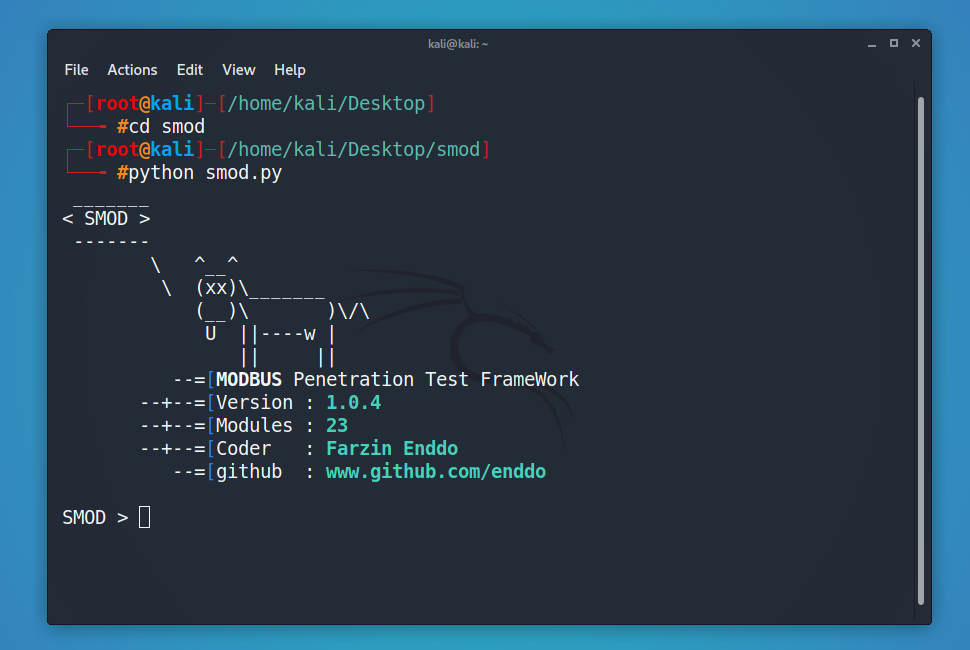 kali@kali: ~
File Actions Edit View Help
┌─[root@kali]─[/home/kali/Desktop]
└──╼ #cd smod
┌─[root@kali]─[/home/kali/Desktop/smod]
└──╼ #python smod.py
 _______
< SMOD >
 -------
        \   ^__^
         \  (xx)\_______
            (__)\       )\/\
             U  ||----w |
                ||     ||
          --=[MODBUS Penetration Test FrameWork
       --+--=[Version : 1.0.4
       --+--=[Modules : 23
       --+--=[Coder   : Farzin Enddo
          --=[github  : www.github.com/enddo
SMOD >